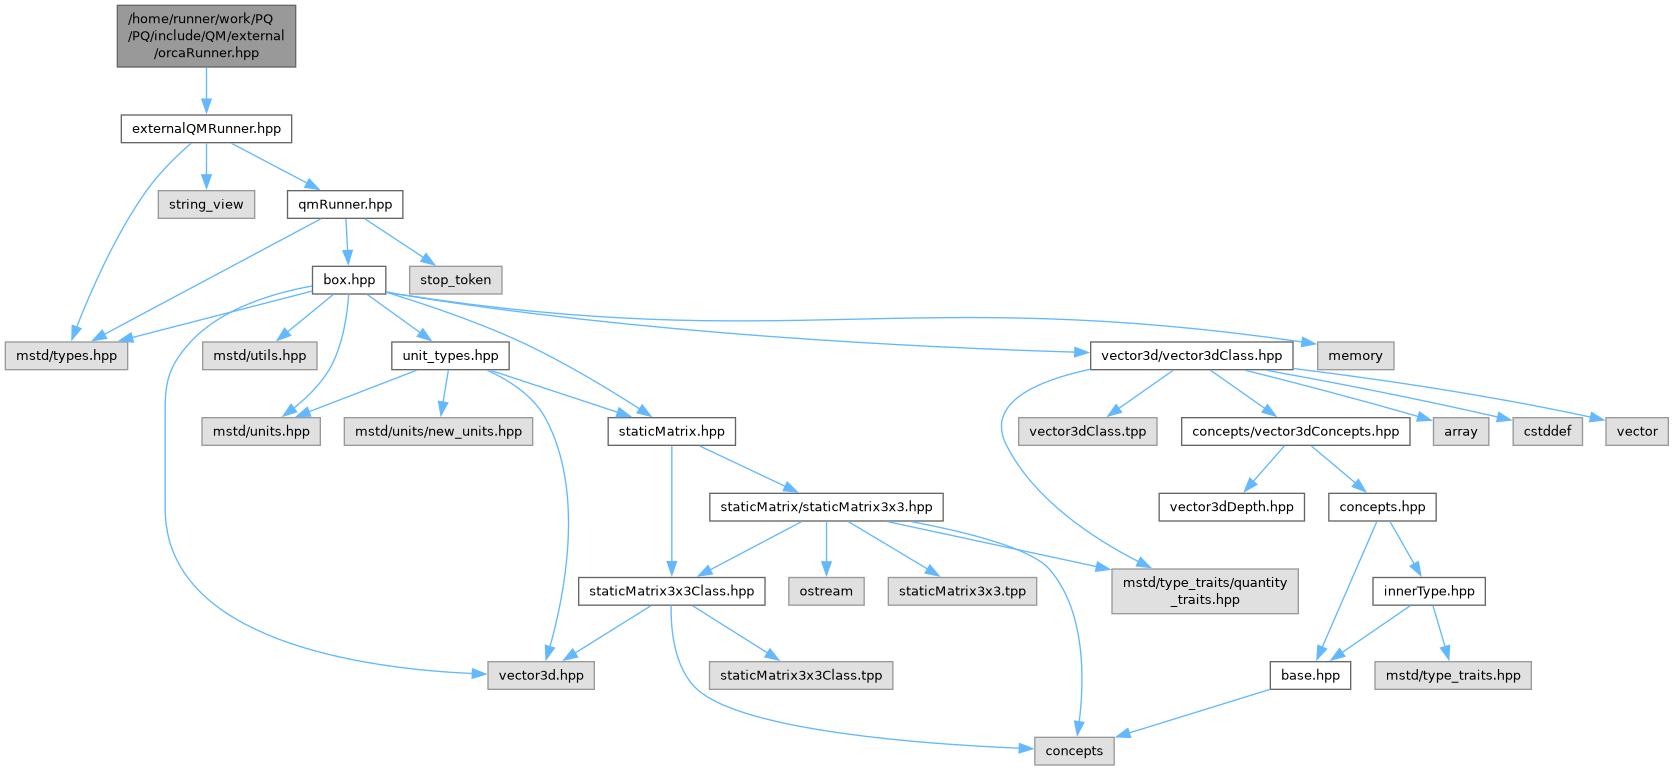 /home/runner/work/PQ
/PQ/include/QM/external
/orcaRunner.hpp
externalQMRunner.hpp
string_view
qmRunner.hpp
box.hpp
stop_token
mstd/types.hpp
mstd/utils.hpp
unit_types.hpp
vector3d/vector3dClass.hpp
memory
mstd/units.hpp
mstd/units/new_units.hpp
staticMatrix.hpp
vector3dClass.tpp
concepts/vector3dConcepts.hpp
array
cstddef
vector
staticMatrix/staticMatrix3x3.hpp
vector3dDepth.hpp
concepts.hpp
staticMatrix3x3Class.hpp
ostream
staticMatrix3x3.tpp
mstd/type_traits/quantity
_traits.hpp
innerType.hpp
vector3d.hpp
staticMatrix3x3Class.tpp
base.hpp
mstd/type_traits.hpp
concepts